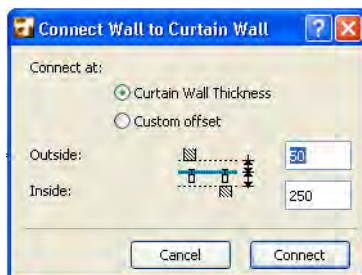 Connect Wall to Curtain Wall
Connect at:
Curtain Wall Thickness
Custom offset
Outside:
50
Inside:
250
Cancel
Connect